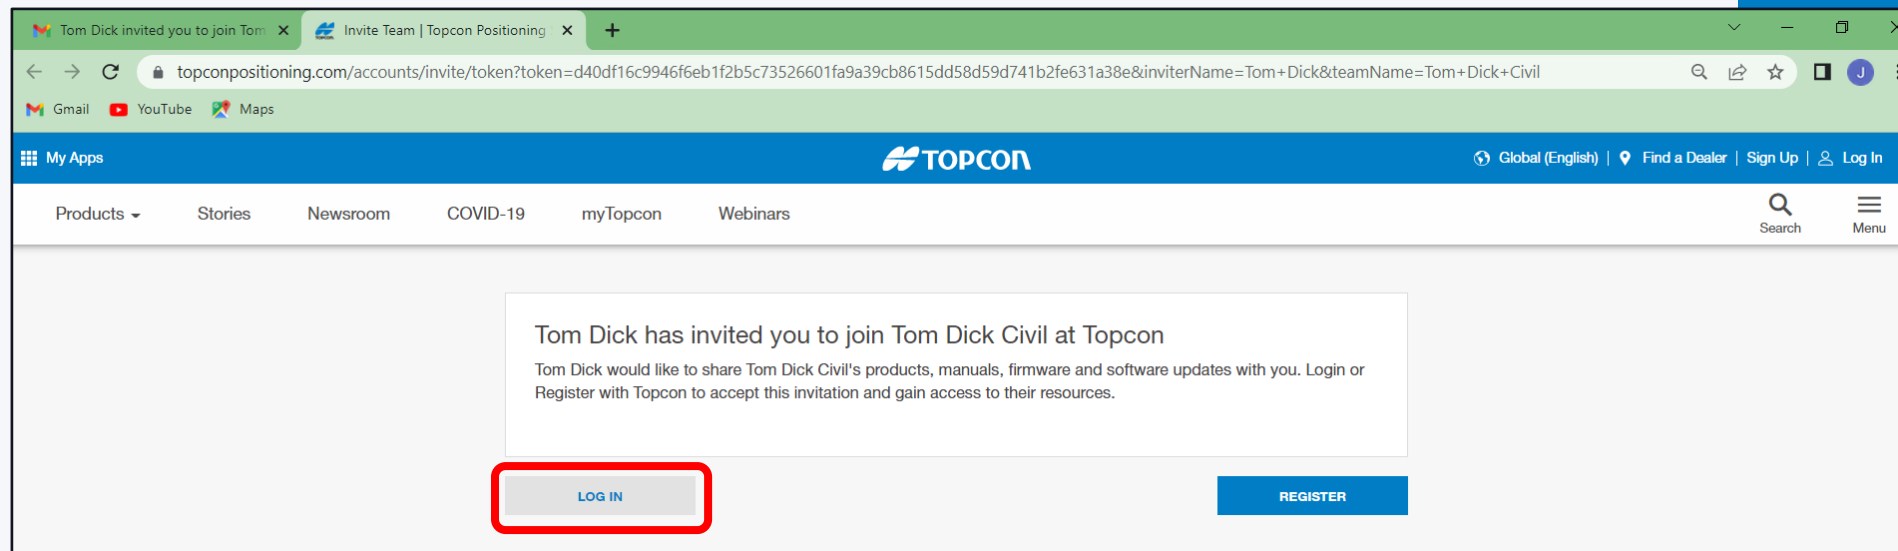 Tom Dick invited you to join Tom
Invite Team | Topcon Positioning
topconpositioning.com/accounts/invite/token?token=d40df16c9946f6eb1f2b5c73526601fa9a39cb8615dd58d59d741b2fe631a38e&inviterName=Tom+Dick&teamName=Tom+Dick+Civil
J
Gmail YouTube Maps
My Apps
TOPCON
Global (English) | Find a Dealer | Sign Up | Log In
Products Stories Newsroom COVID-19 myTopcon Webinars
Search Menu
Tom Dick has invited you to join Tom Dick Civil at Topcon
Tom Dick would like to share Tom Dick Civil's products, manuals, firmware and software updates with you. Login or
Register with Topcon to accept this invitation and gain access to their resources.
LOG IN REGISTER